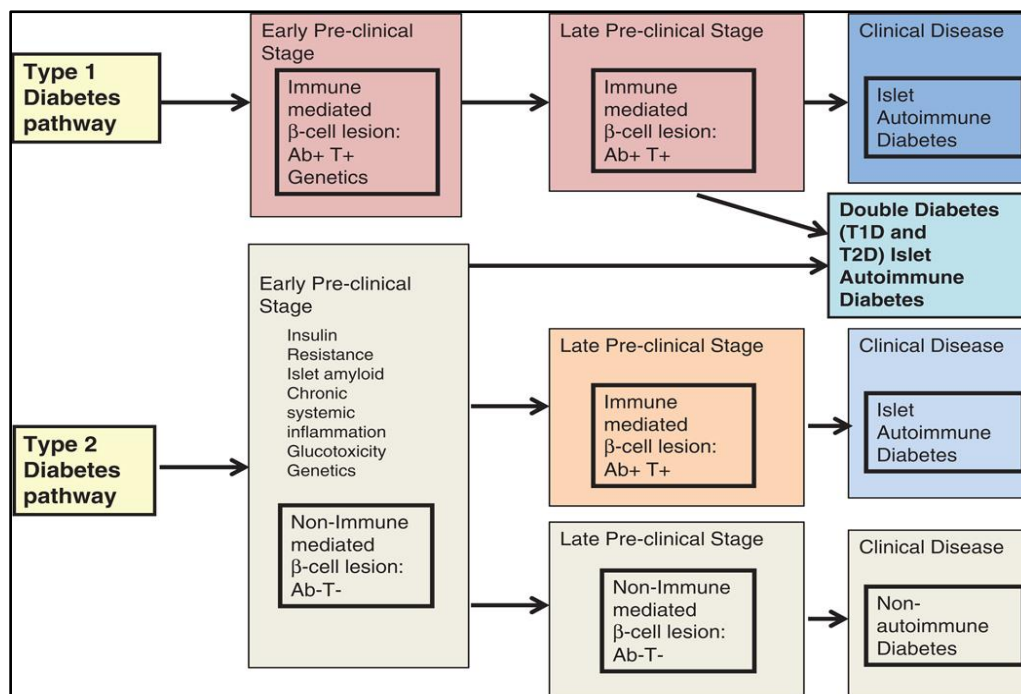 Type 1
Diabetes
pathway
Early Pre-clinical
Stage
Immune
mediated
β-cell lesion:
Ab+ T+
Genetics
Late Pre-clinical Stage
Immune
mediated
β-cell lesion:
Ab+ T+
Clinical Disease
Islet
Autoimmune
Diabetes
Double Diabetes
(T1D and
T2D) Islet
Autoimmune
Diabetes
Type 2
Diabetes
pathway
Early Pre-clinical
Stage
Insulin
Resistance
Islet amyloid
Chronic
systemic
inflammation
Glucotoxicity
Genetics
Non-Immune
mediated
β-cell lesion:
Ab-T-
Late Pre-clinical Stage
Immune
mediated
β-cell lesion:
Ab+ T+
Clinical Disease
Islet
Autoimmune
Diabetes
Late Pre-clinical Stage
Non-Immune
mediated
β-cell lesion:
Ab-T-
Clinical Disease
Non-
autoimmune
Diabetes